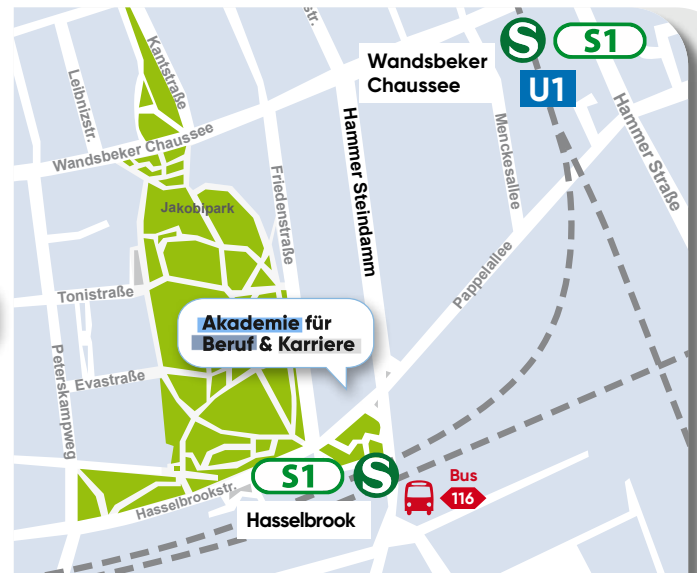 str.
S
S1
Wandsbeker
Chaussee
U1
Kantstraße
Leibnizstr.
Wandsbeker Chaussee
Hammer Steindamm
Menckesallee
Hammer Straße
Friedenstraße
Jakobipark
Pappelallee
Tonistraße
Akademie für
Beruf & Karriere
Peterskampweg
Evastraße
S1
S
Hasselbrookstr.
Bus
116
Hasselbrook